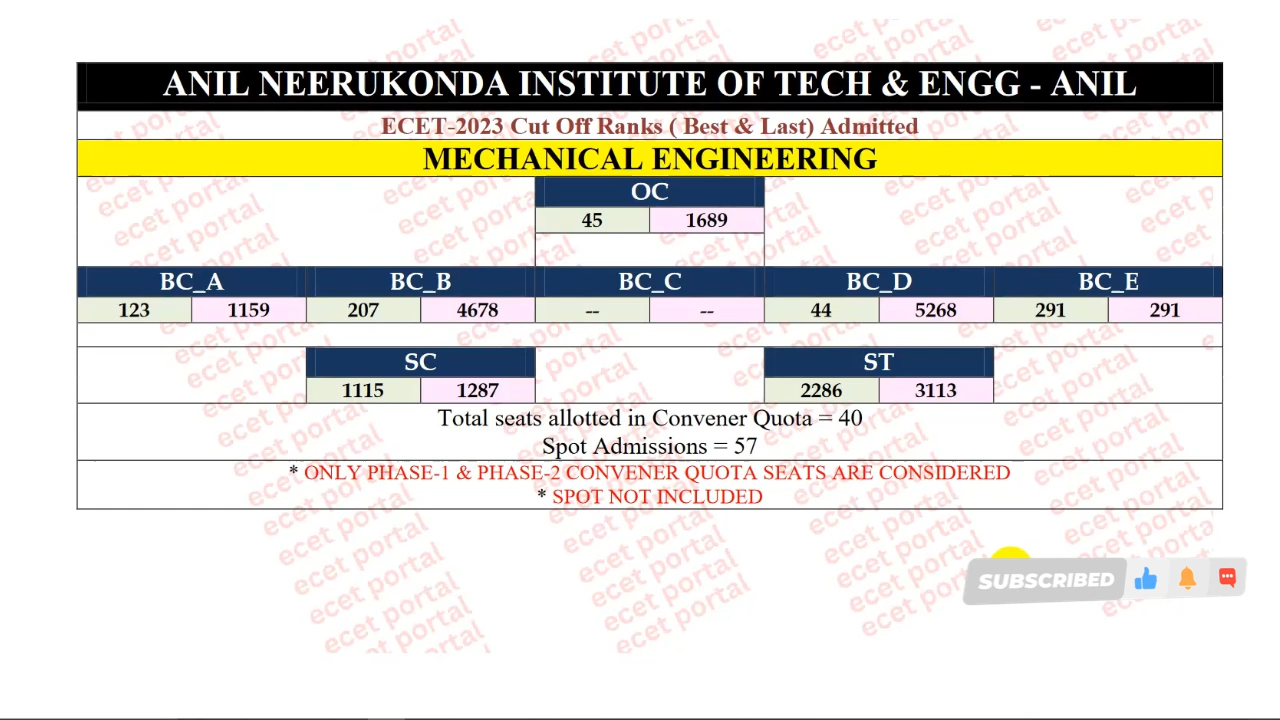 ANIL NEERUKONDA INSTITUTE OF TECH & ENGG - ANIL
ECET-2023 Cut Off Ranks ( Best & Last) Admitted
MECHANICAL ENGINEERING
OC
45 1689
BC_A BC_B BC_C BC_D BC_E
123 1159 207 4678 -- -- 44 5268 291 291
SC ST
1115 1287 2286 3113
Total seats allotted in Convener Quota = 40
Spot Admissions = 57
* ONLY PHASE-1 & PHASE-2 CONVENER QUOTA SEATS ARE CONSIDERED
* SPOT NOT INCLUDED
SUBSCRIBED
ecet portal